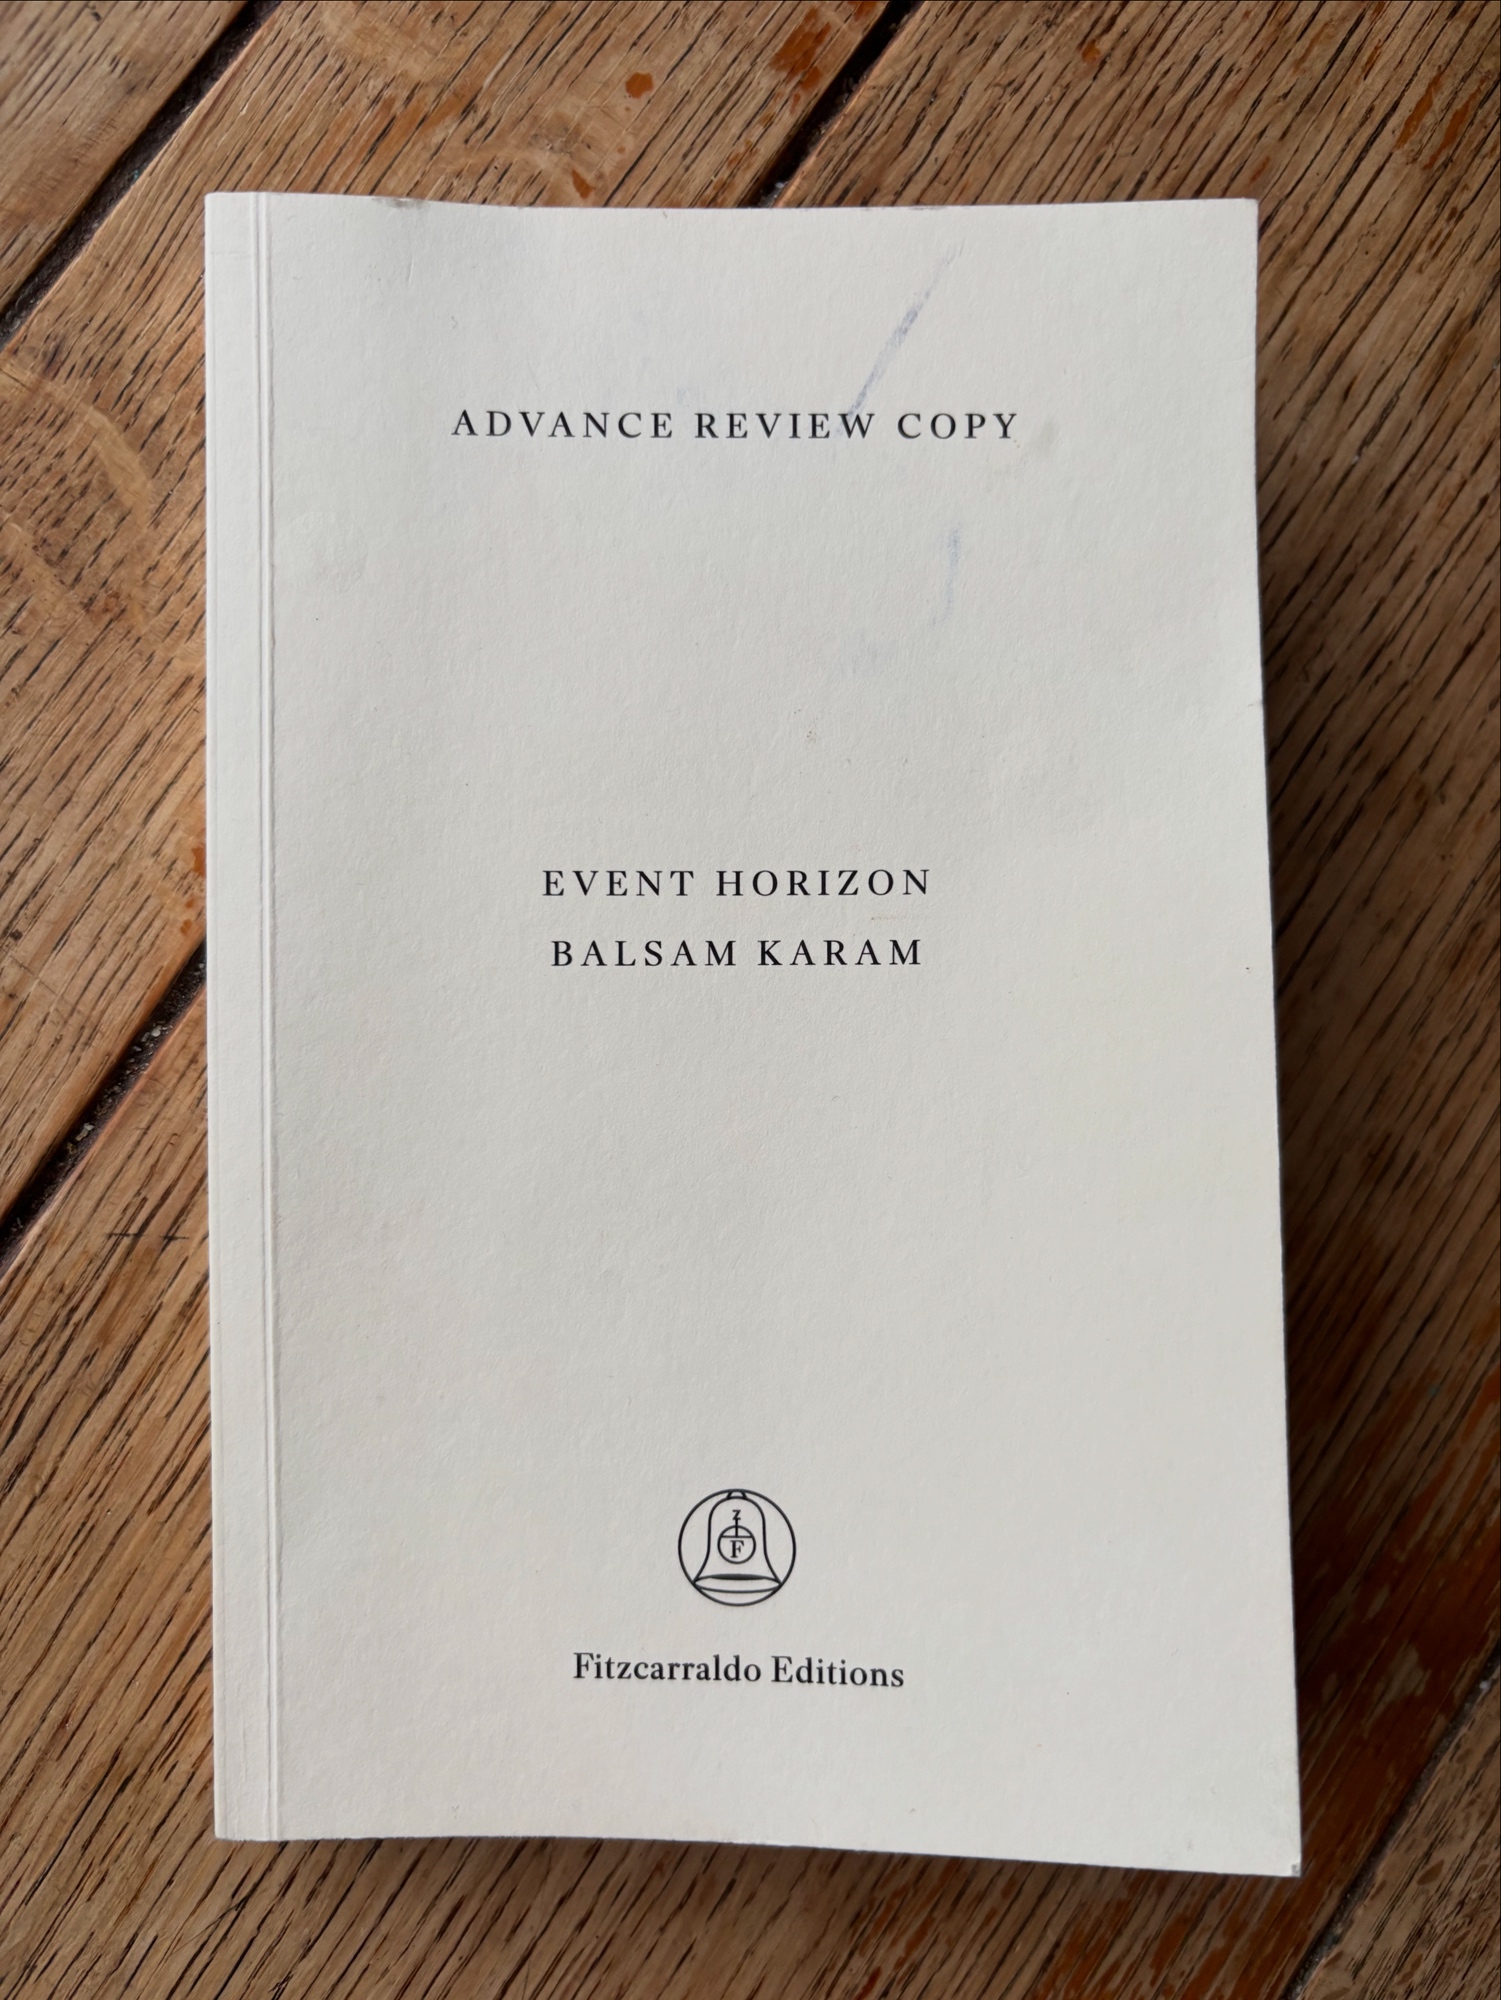 ADVANCE REVIEW COPY
EVENT HORIZON
BALSAM KARAM
Z
F
Fitzcarraldo Editions